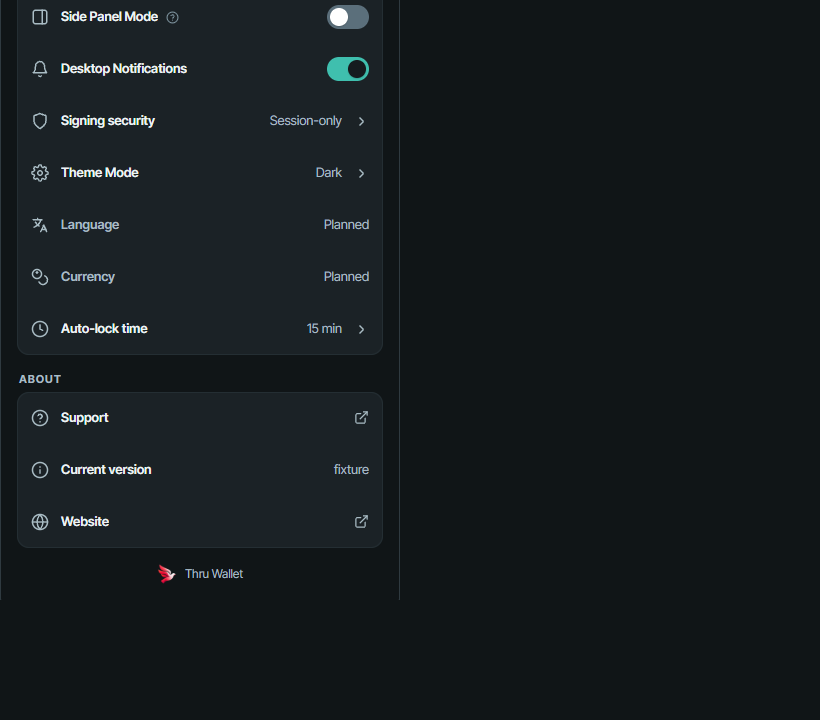 Side Panel Mode
Desktop Notifications
Signing security Session-only
Theme Mode Dark
Language Planned
Currency Planned
Auto-lock time 15 min
ABOUT
Support
Current version fixture
Website
Thru Wallet